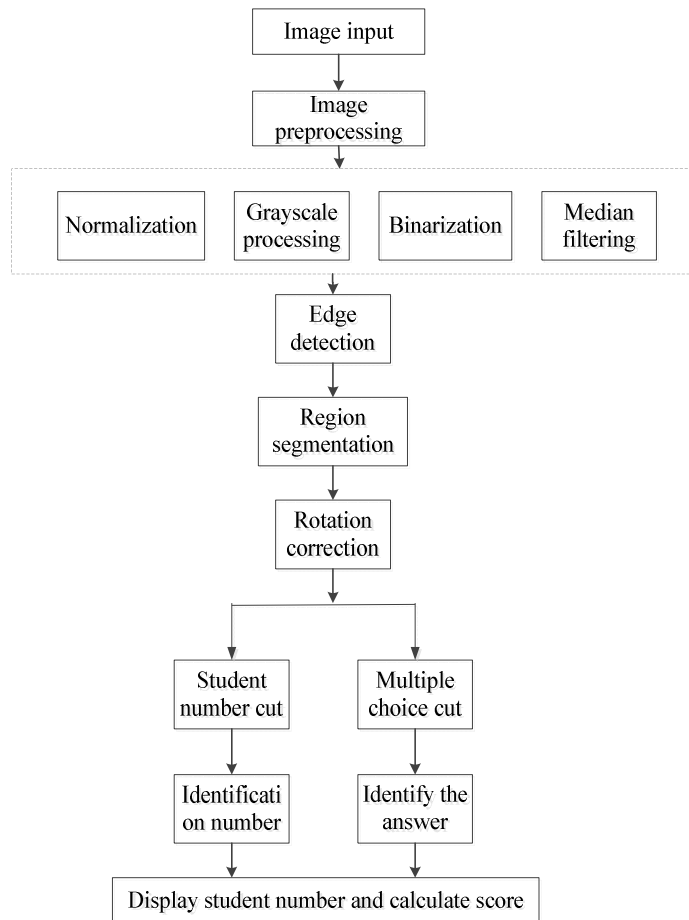 Image input
Image
preprocessing
Normalization
Grayscale
processing
Binarization
Median
filtering
Edge
detection
Region
segmentation
Rotation
correction
Student
number cut
Multiple
choice cut
Identificati
on number
Identify the
answer
Display student number and calculate score